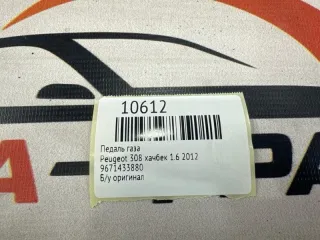 10612
Педаль газа
Peugeot 308 хачбек 1.6 2012
9671433880
Б/у оригинал